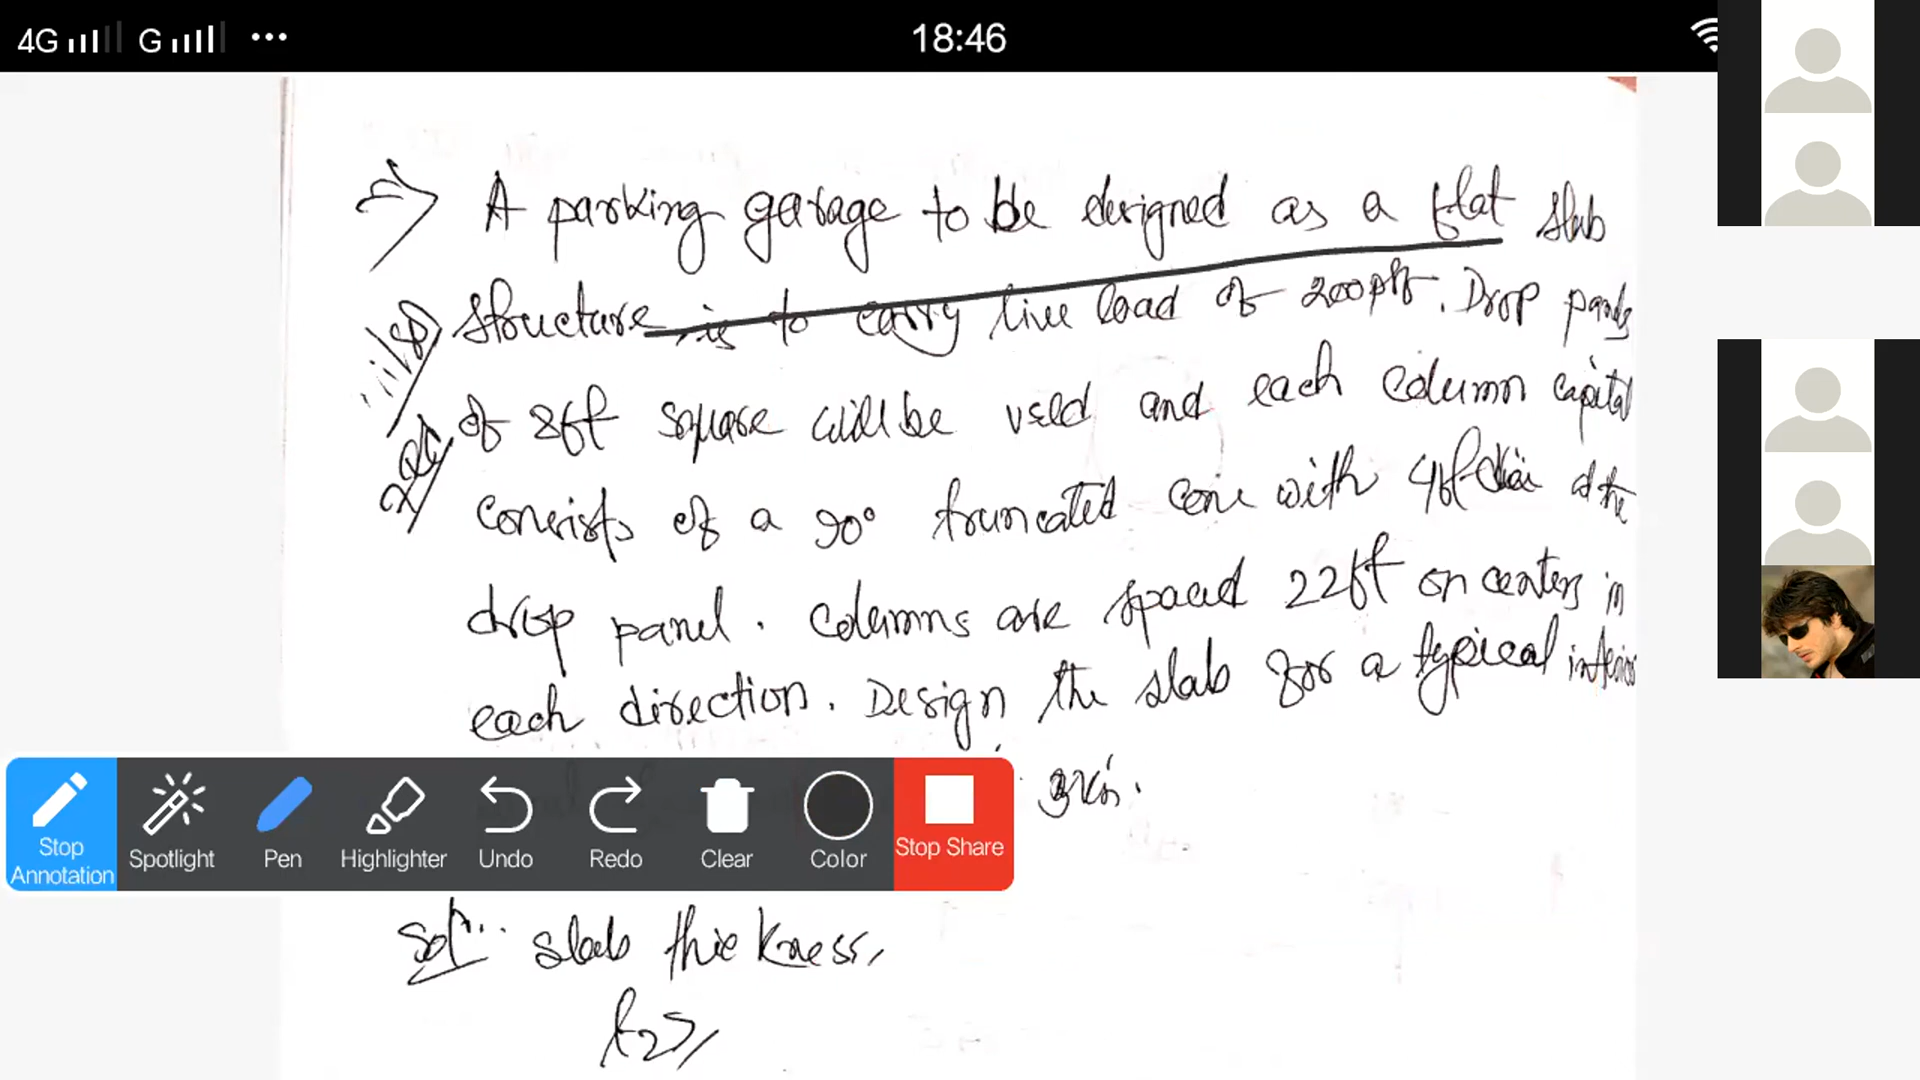 4G G ... 18:46
A parking garage to be designed as a flat slab
structure is to carry live load of 200psf. Drop panels
of 8ft square will be used and each column capital
consists of a 90° truncated cone with 4ft dia at the
drop panel. Columns are spaced 22ft on centers in
each direction. Design the slab for a typical interior
Stop Annotation Spotlight Pen Highlighter Undo Redo Clear Color Stop Share
Sol slab thickness,